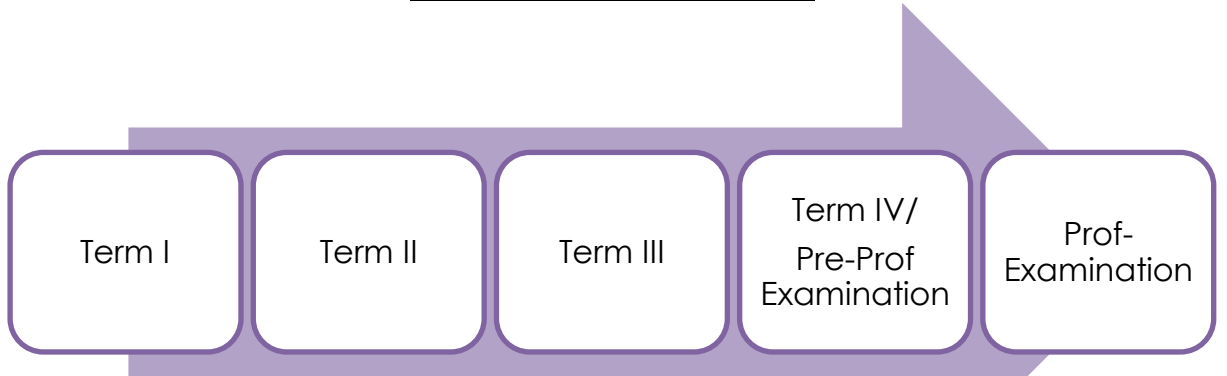 Term I
Term II
Term III
Term IV/
Pre-Prof
Examination
Prof-
Examination